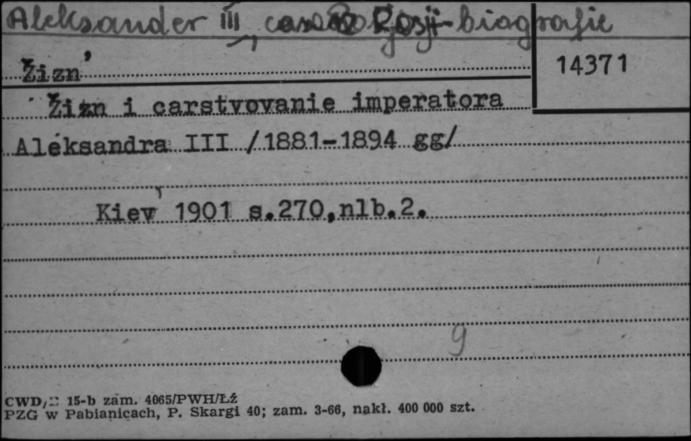 Aleksander III, car Rosji - biografie
Žizn'
14371
Žizn i carstvovanie imperatora
Aleksandra III /1881-1894 gg/
Kiev 1901 s.270,nlb.2.
9
CWD, 15-b zam. 4065/PWH/Łź
PZG w Pabianicach, P. Skargi 40; zam. 3-66, nakł. 400 000 szt.